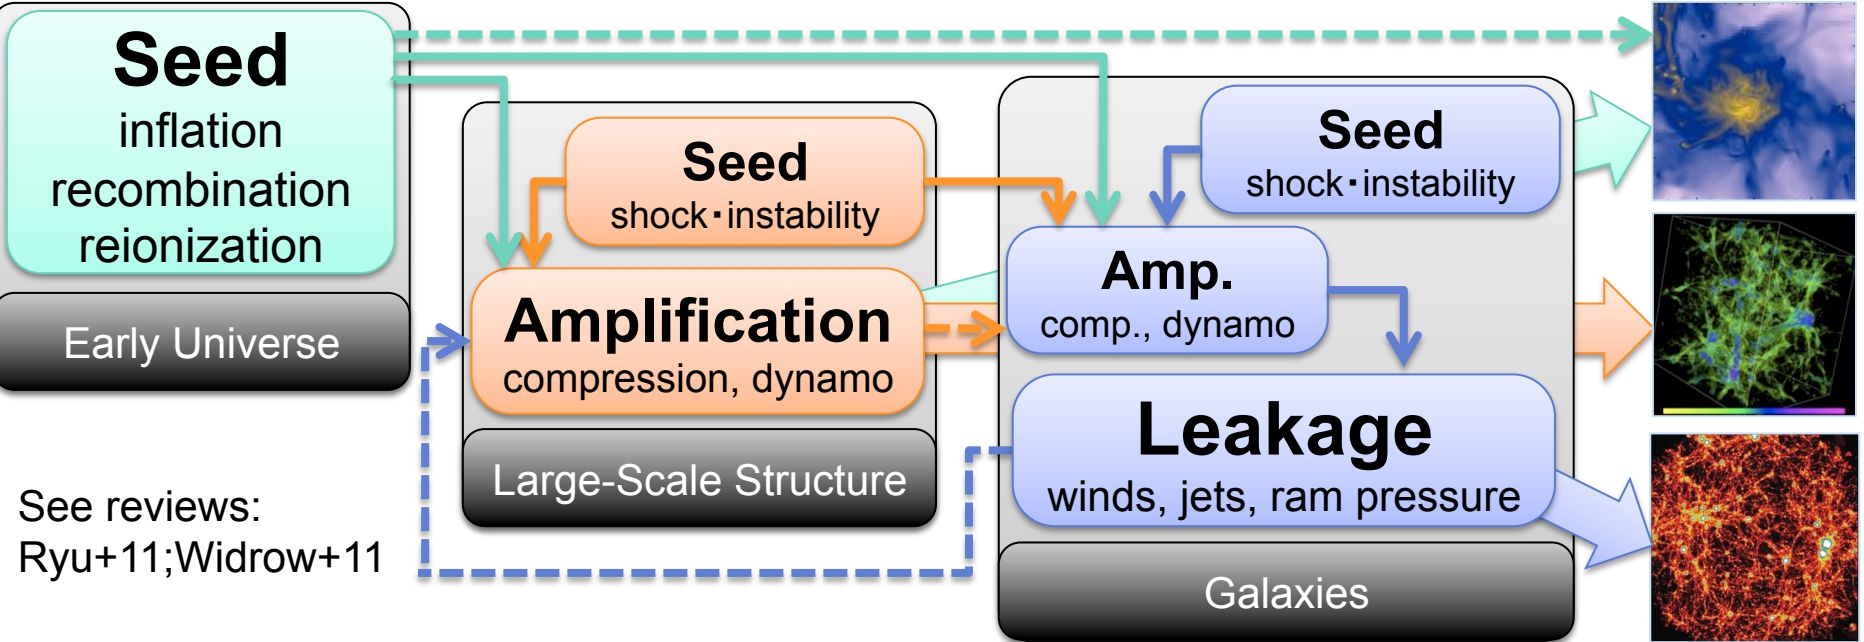 Seed
inflation
recombination
reionization
Early Universe
Seed
shock・instability
Amplification
compression, dynamo
Large-Scale Structure
Seed
shock・instability
Amp.
comp., dynamo
Leakage
winds, jets, ram pressure
Galaxies
See reviews:
Ryu+11;Widrow+11